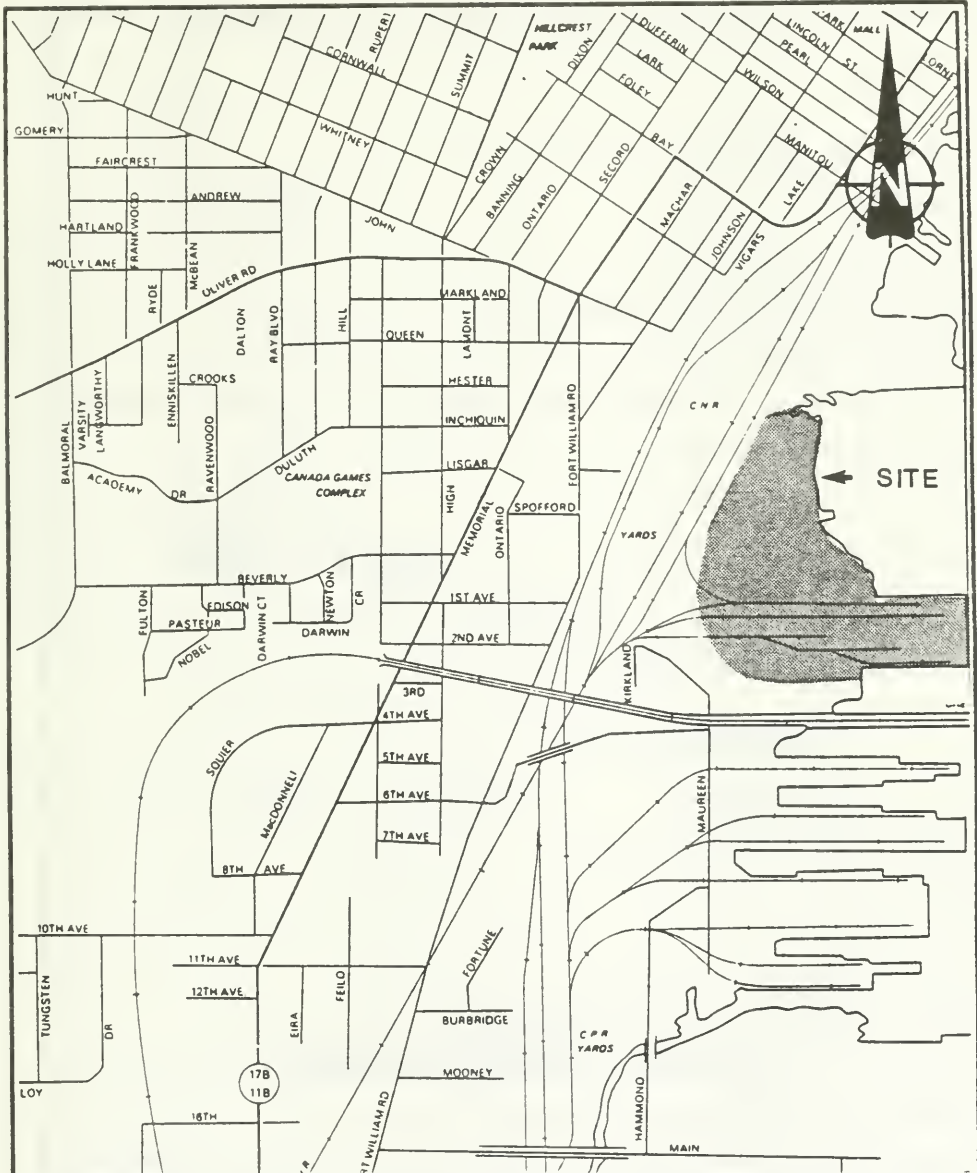 HILLCREST
PARK
PARK
MALL
LINCOLN
ST
PEARL
LORNE
DUFFERIN
DIXON
LARK
FOLEY
WILSON
RUPERT
CORNWALL
SUMMIT
WHITNEY
HUNT
GOMERY
FAIRCREST
ANDREW
FRANKWOOD
HARTLAND
HOLLY LANE
McBEAN
RYDE
OLIVER RD
JOHN
CROWN
BANNING
ONTARIO
SECORD
BAY
MACHAR
JOHNSON
VIGARS
LAKE
MANITOU
N
DALTON
RAY BLVD
HILL
MARKLAND
QUEEN
LAMONT
HESTER
INCHIQUIN
LISGAR
CROOKS
ENNISKILLEN
RAVENWOOD
VARSITY
LANGWORTHY
BALMORAL
ACADEMY
DR
DULUTH
CANADA GAMES
COMPLEX
HIGH
MEMORIAL
ONTARIO
SPOFFORD
FORT WILLIAM RD
CNR
YARDS
SITE
BEVERLY
FULTON
EDISON
PASTEUR
NOBEL
DARWIN CT
NEWTON
CR
DARWIN
1ST AVE
2ND AVE
3RD
4TH AVE
5TH AVE
6TH AVE
7TH AVE
KIRKLAND
MAUREEN
SQUIER
MacDONNELL
8TH AVE
10TH AVE
11TH AVE
12TH AVE
TUNGSTEN
DR
LOY
EIRA
FEILO
FORTUNE
BURBRIDGE
MOONEY
17B
11B
16TH
CPR
YARDS
HAMMOND
MAIN
RT WILLIAM RD